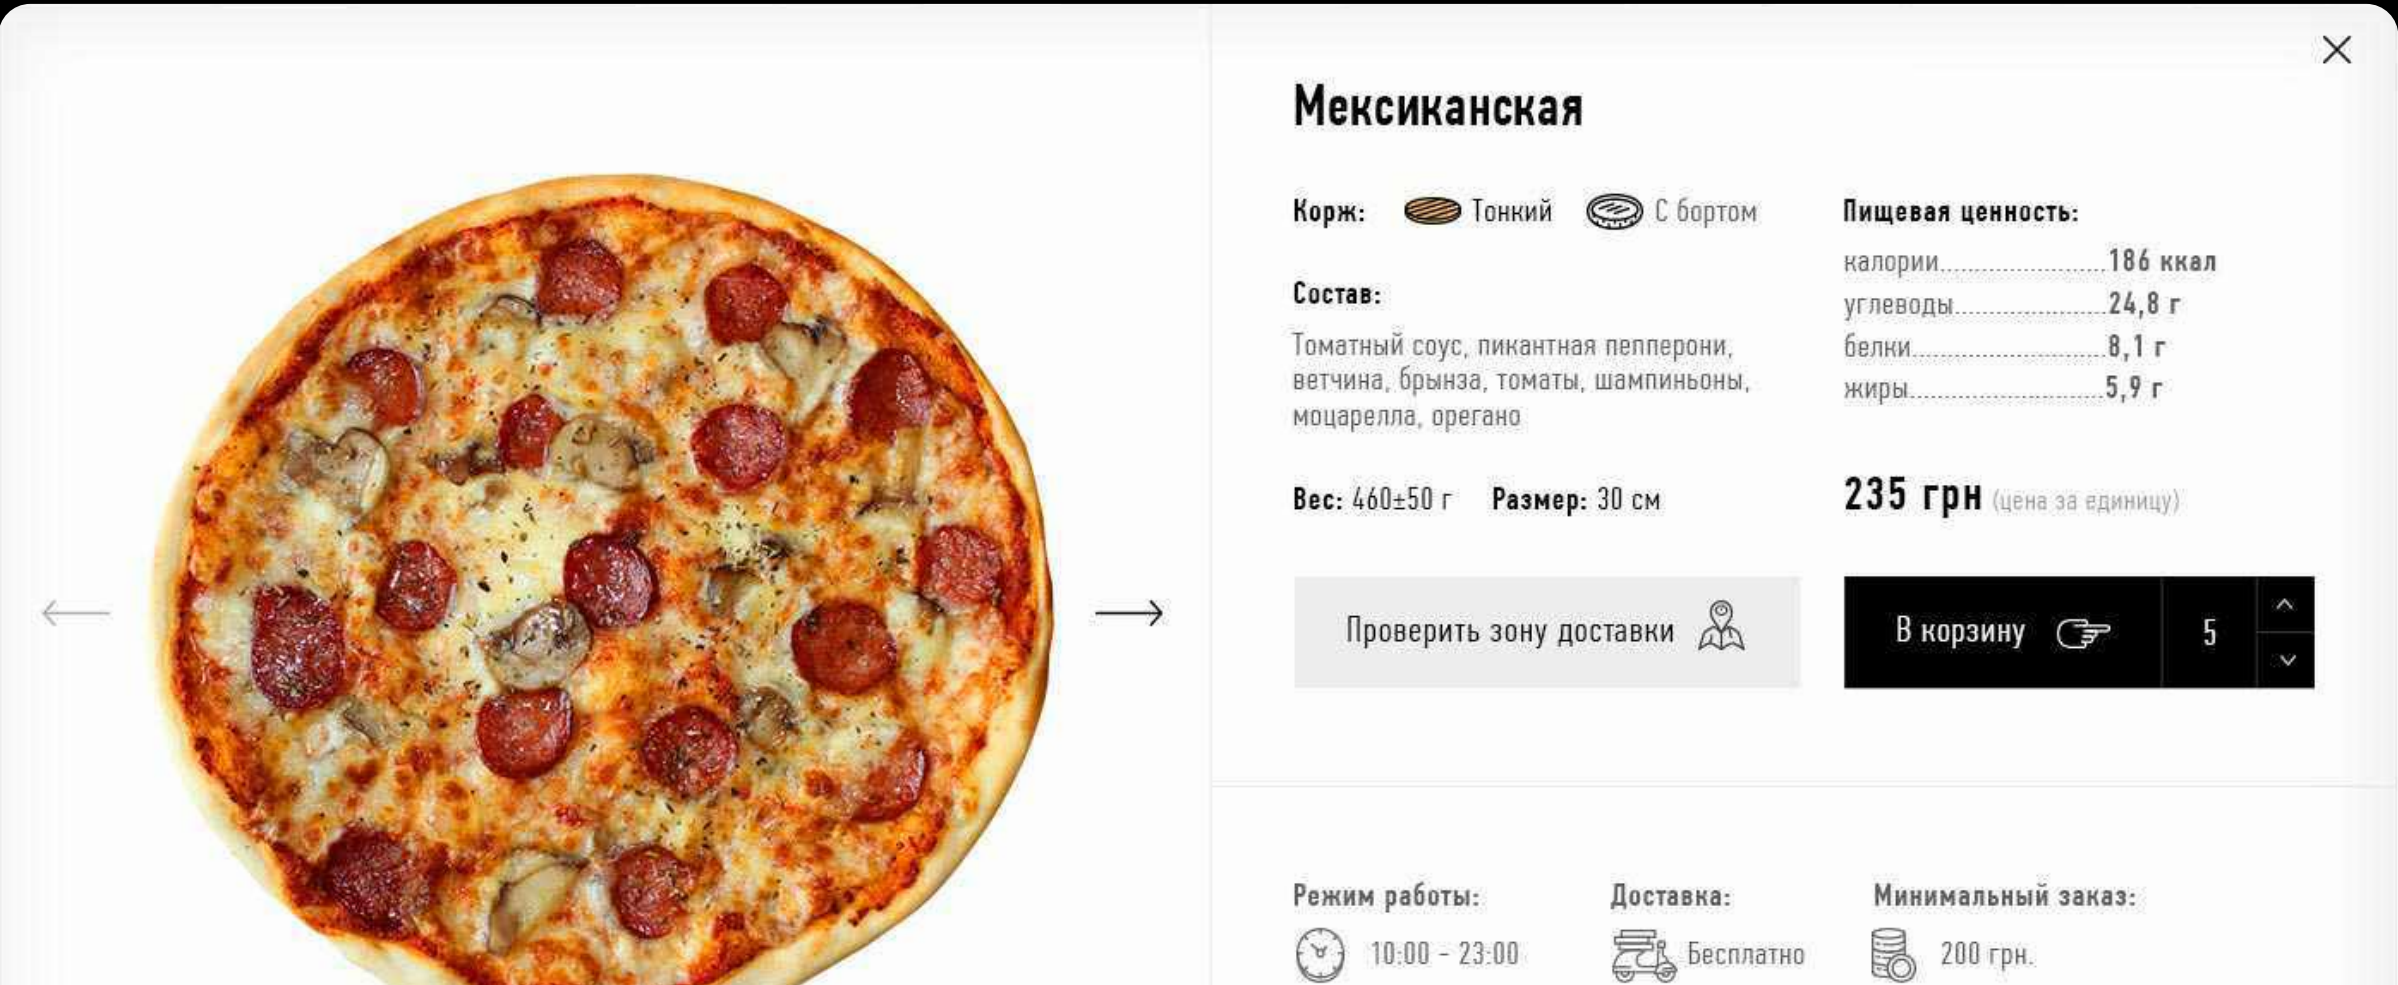 Мексиканская
Корж: Тонкий С бортом
Состав:
Томатный соус, пикантная пепперони,
ветчина, брынза, томаты, шампиньоны,
моцарелла, орегано
Вес: 460±50 г Размер: 30 см
Пищевая ценность:
калории......................186 ккал
углеводы....................24,8 г
белки..........................8,1 г
жиры..........................5,9 г
235 грн (цена за единицу)
Проверить зону доставки
В корзину 5
Режим работы:
10:00 - 23:00
Доставка:
Бесплатно
Минимальный заказ:
200 грн.